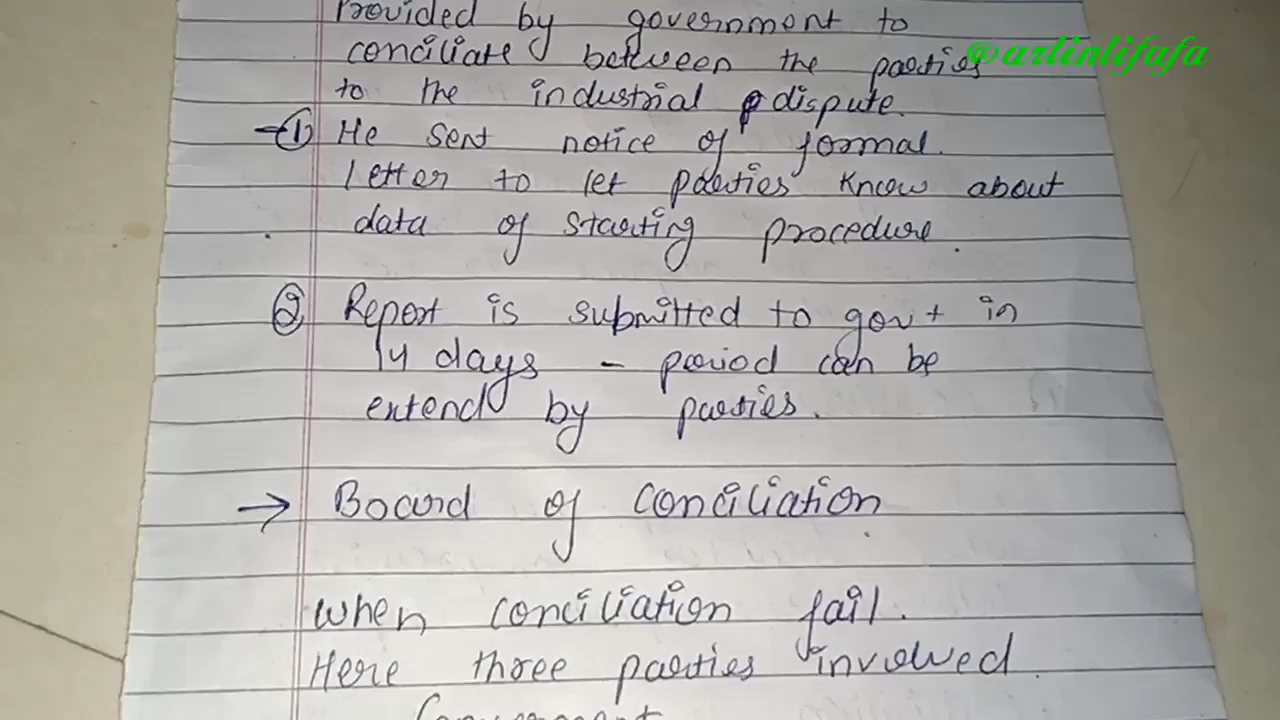 Provided by government to
conciliate between the parties
@artinlifafa
to the industrial dispute.
① He sent notice of formal.
letter to let parties know about
data of starting procedure.
② Report is submitted to govt in
14 days - period can be
extend by parties.
→ Board of conciliation
When conciliation fail.
Here three parties involved
Government